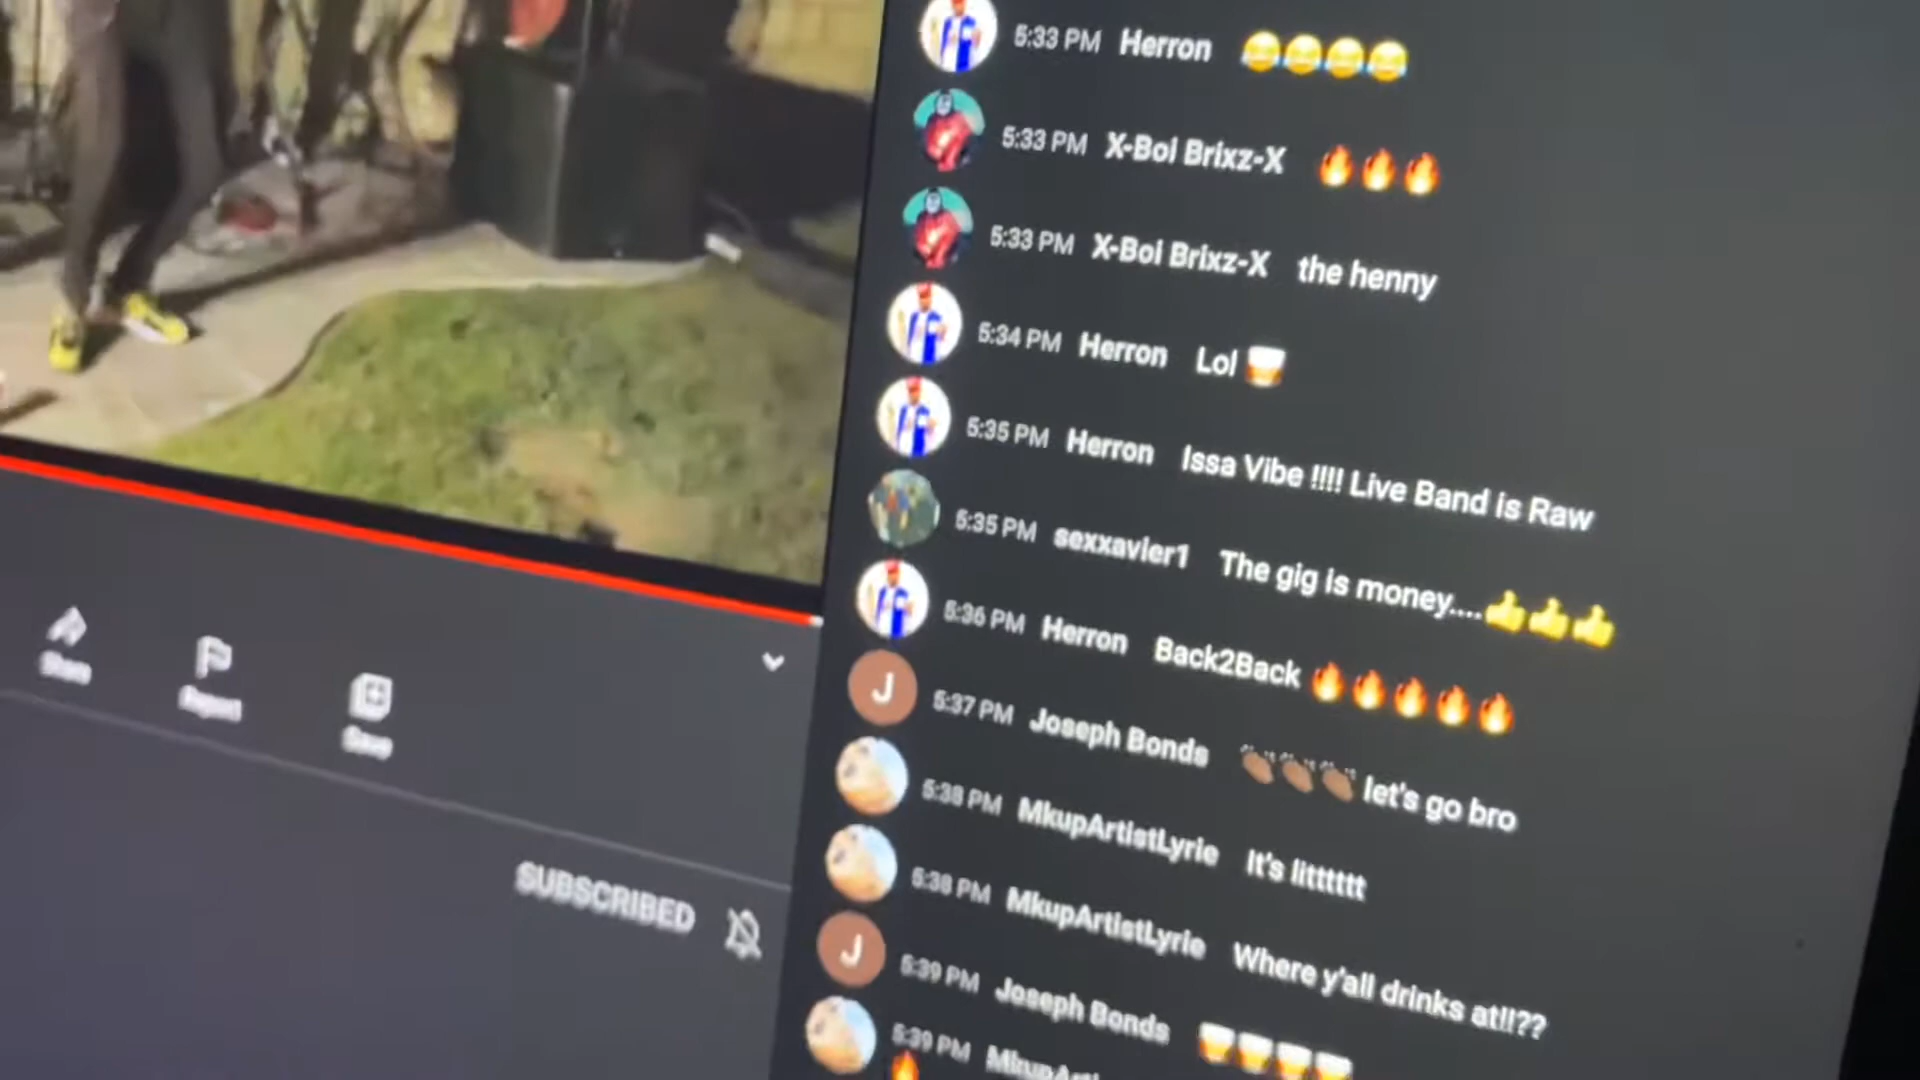 5:33 PM Herron 😂😂😂😂
5:33 PM X-Boi Brixz-X 🔥🔥🔥
5:33 PM X-Boi Brixz-X the henny
5:34 PM Herron Lol 🥃
5:35 PM Herron Issa Vibe !!!! Live Band is Raw
5:35 PM sexxavier1 The gig is money....👍👍👍
5:36 PM Herron Back2Back 🔥🔥🔥🔥🔥
J 5:37 PM Joseph Bonds 👏🏾👏🏾👏🏾 let's go bro
5:38 PM MkupArtistLyrie It's litttttt
5:38 PM MkupArtistLyrie Where y'all drinks at!!??
J 5:39 PM Joseph Bonds 🥃🥃🥃🥃
5:39 PM 🔥
Share Report Save
SUBSCRIBED